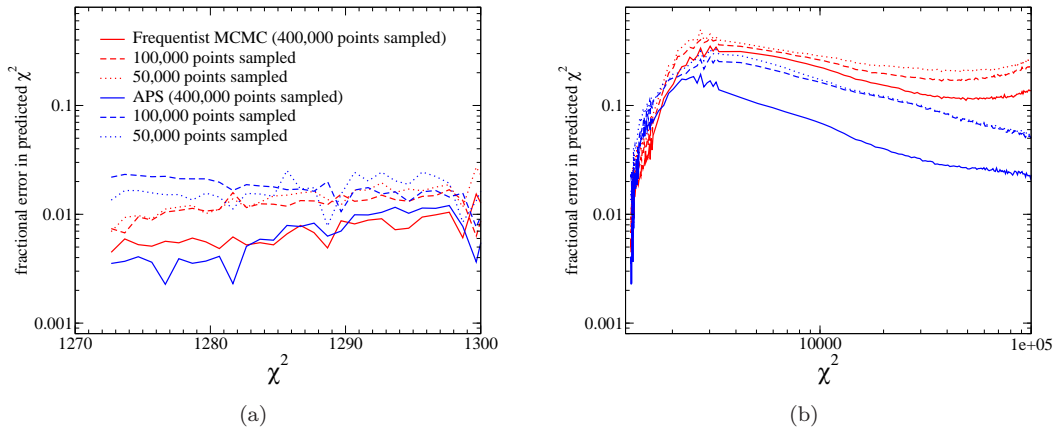 fractional error in predicted χ²
0.1
0.01
0.001
Frequentist MCMC (400,000 points sampled)
100,000 points sampled
50,000 points sampled
APS (400,000 points sampled)
100,000 points sampled
50,000 points sampled
1270
1280
1290
1300
χ²
(a)
fractional error in predicted χ²
0.1
0.01
0.001
10000
1e+05
χ²
(b)